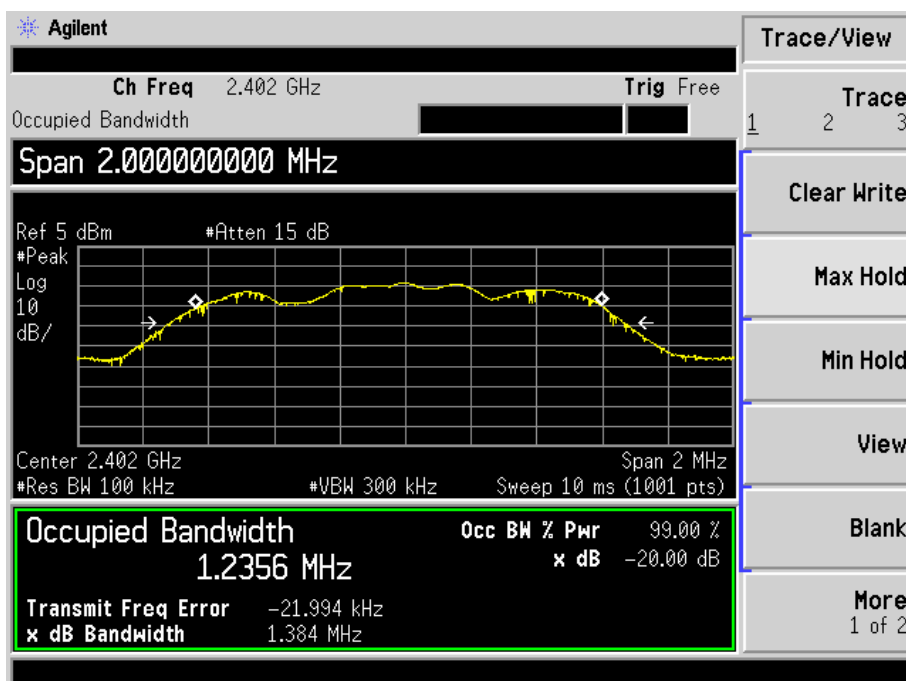 Agilent
Trace/View
Ch Freq 2.402 GHz Trig Free
Occupied Bandwidth
Trace
1 2 3
Span 2.000000000 MHz
Clear Write
Ref 5 dBm #Atten 15 dB
#Peak
Log
10
dB/
Max Hold
Min Hold
View
Center 2.402 GHz Span 2 MHz
#Res BW 100 kHz #VBW 300 kHz Sweep 10 ms (1001 pts)
Blank
Occupied Bandwidth Occ BW % Pwr 99.00 %
1.2356 MHz x dB -20.00 dB
Transmit Freq Error -21.994 kHz
x dB Bandwidth 1.384 MHz
More
1 of 2